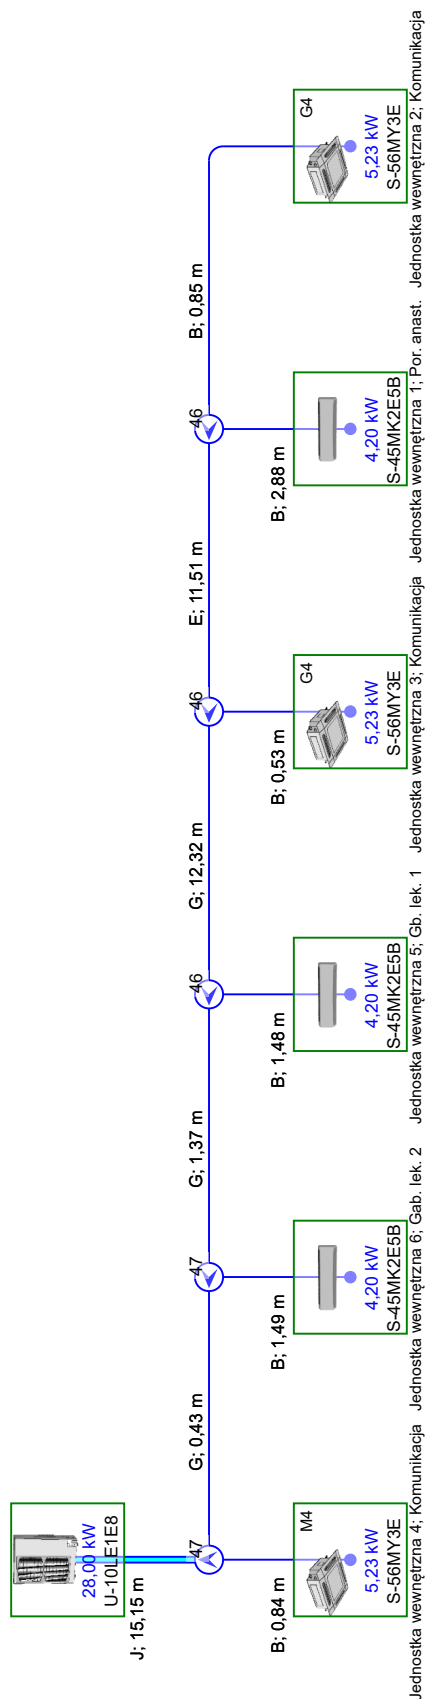 28,00 kW
U-10LE1E8
J; 15,15 m
47
B; 0,84 m
M4
5,23 kW
S-56MY3E
Jednostka wewnętrzna 4; Komunikacja
G; 0,43 m
47
B; 1,49 m
4,20 kW
S-45MK2E5B
Jednostka wewnętrzna 6; Gab. lek. 2
G; 1,37 m
46
B; 1,48 m
4,20 kW
S-45MK2E5B
Jednostka wewnętrzna 5; Gb. lek. 1
G; 12,32 m
46
B; 0,53 m
G4
5,23 kW
S-56MY3E
Jednostka wewnętrzna 3; Komunikacja
E; 11,51 m
46
B; 2,88 m
4,20 kW
S-45MK2E5B
Jednostka wewnętrzna 1; Por. anast.
B; 0,85 m
G4
5,23 kW
S-56MY3E
Jednostka wewnętrzna 2; Komunikacja